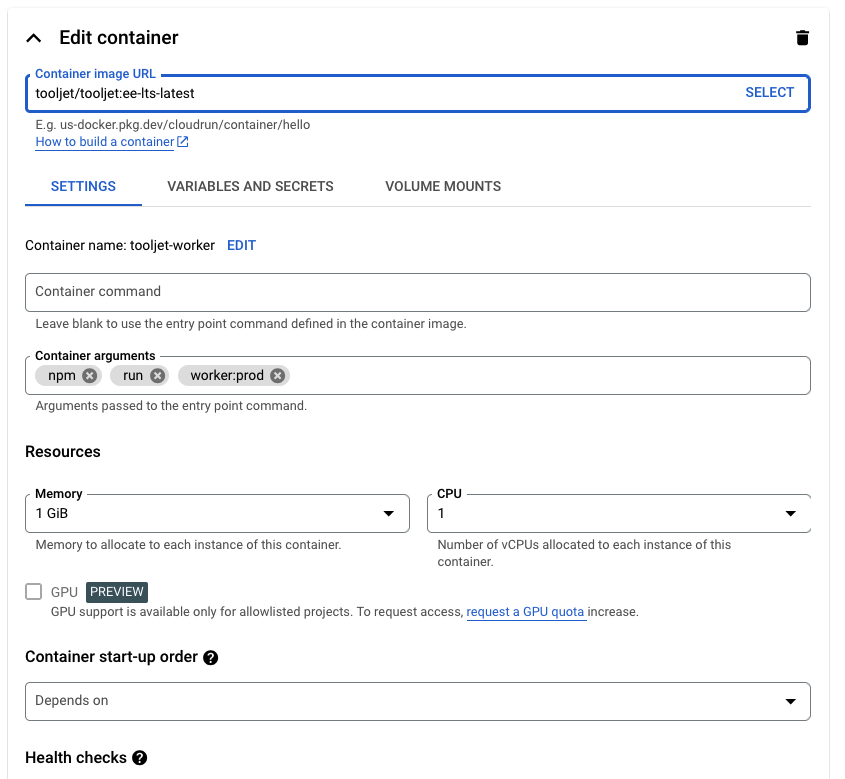 Edit container
Container image URL
tooljet/tooljet:ee-lts-latest
SELECT
E.g. us-docker.pkg.dev/cloudrun/container/hello
How to build a container
SETTINGS
VARIABLES AND SECRETS
VOLUME MOUNTS
Container name: tooljet-worker EDIT
Container command
Leave blank to use the entry point command defined in the container image.
Container arguments
npm run worker:prod
Arguments passed to the entry point command.
Resources
Memory
1 GiB
Memory to allocate to each instance of this container.
CPU
1
Number of vCPUs allocated to each instance of this
container.
GPU PREVIEW
GPU support is available only for allowlisted projects. To request access, request a GPU quota increase.
Container start-up order ?
Depends on
Health checks ?